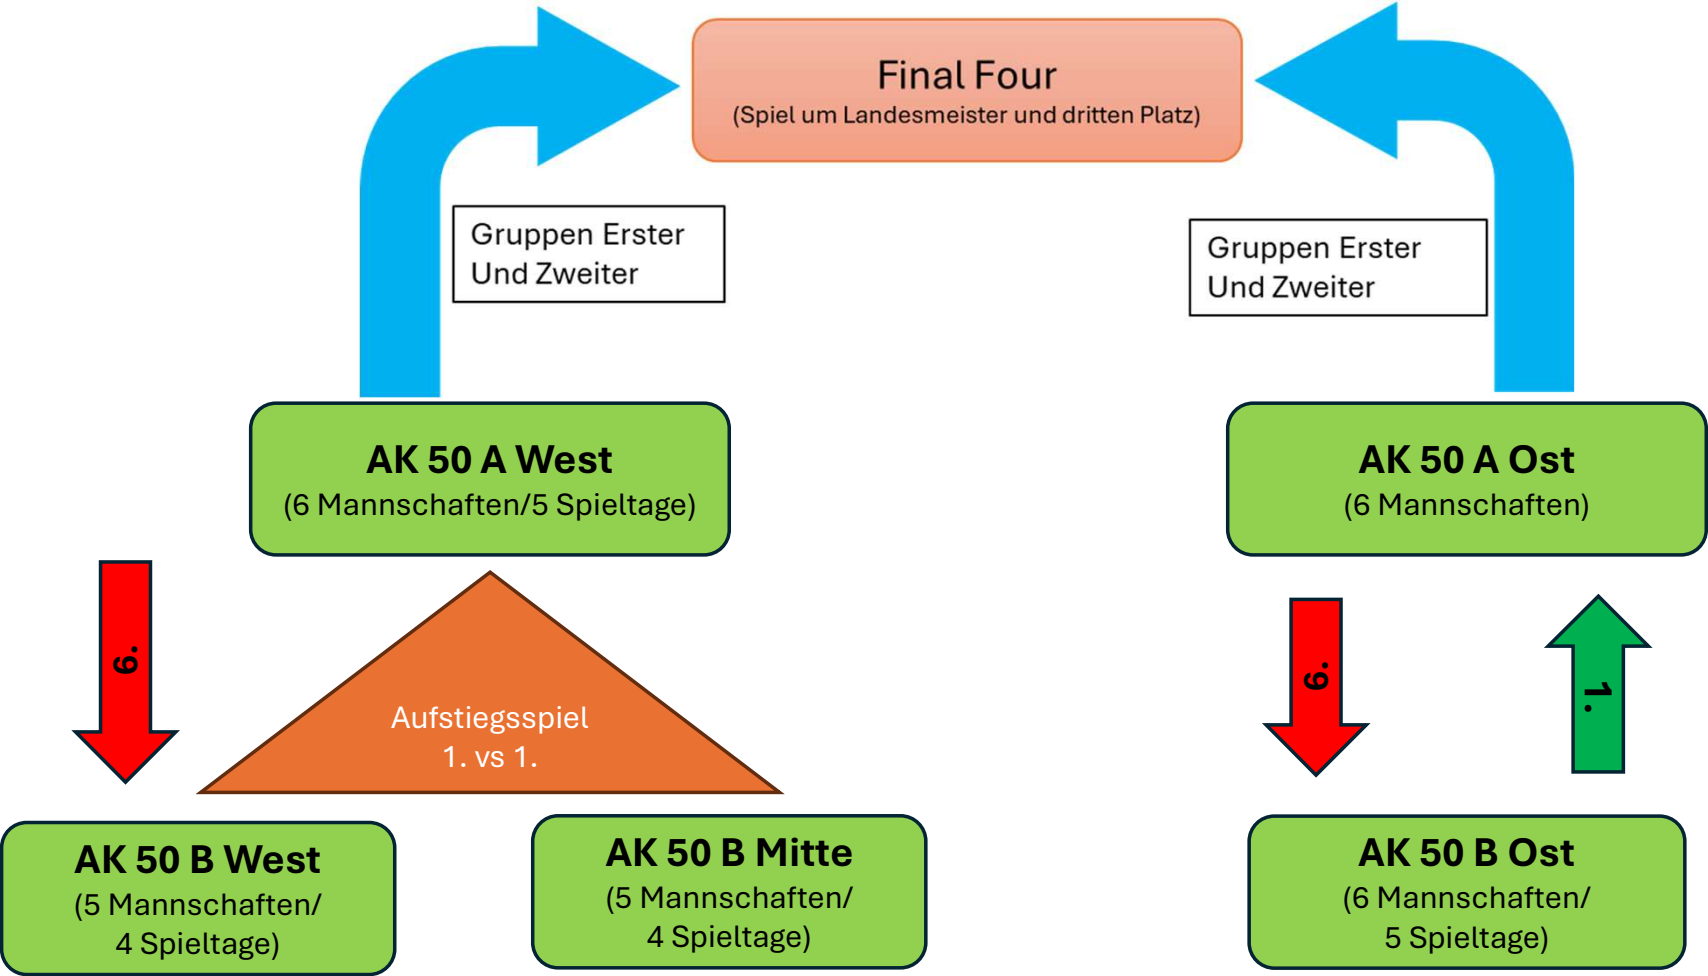 Final Four
(Spiel um Landesmeister und dritten Platz)
Gruppen Erster
Und Zweiter
Gruppen Erster
Und Zweiter
AK 50 A West
(6 Mannschaften/5 Spieltage)
AK 50 A Ost
(6 Mannschaften)
6.
Aufstiegsspiel
1. vs 1.
6.
1.
AK 50 B West
(5 Mannschaften/
4 Spieltage)
AK 50 B Mitte
(5 Mannschaften/
4 Spieltage)
AK 50 B Ost
(6 Mannschaften/
5 Spieltage)